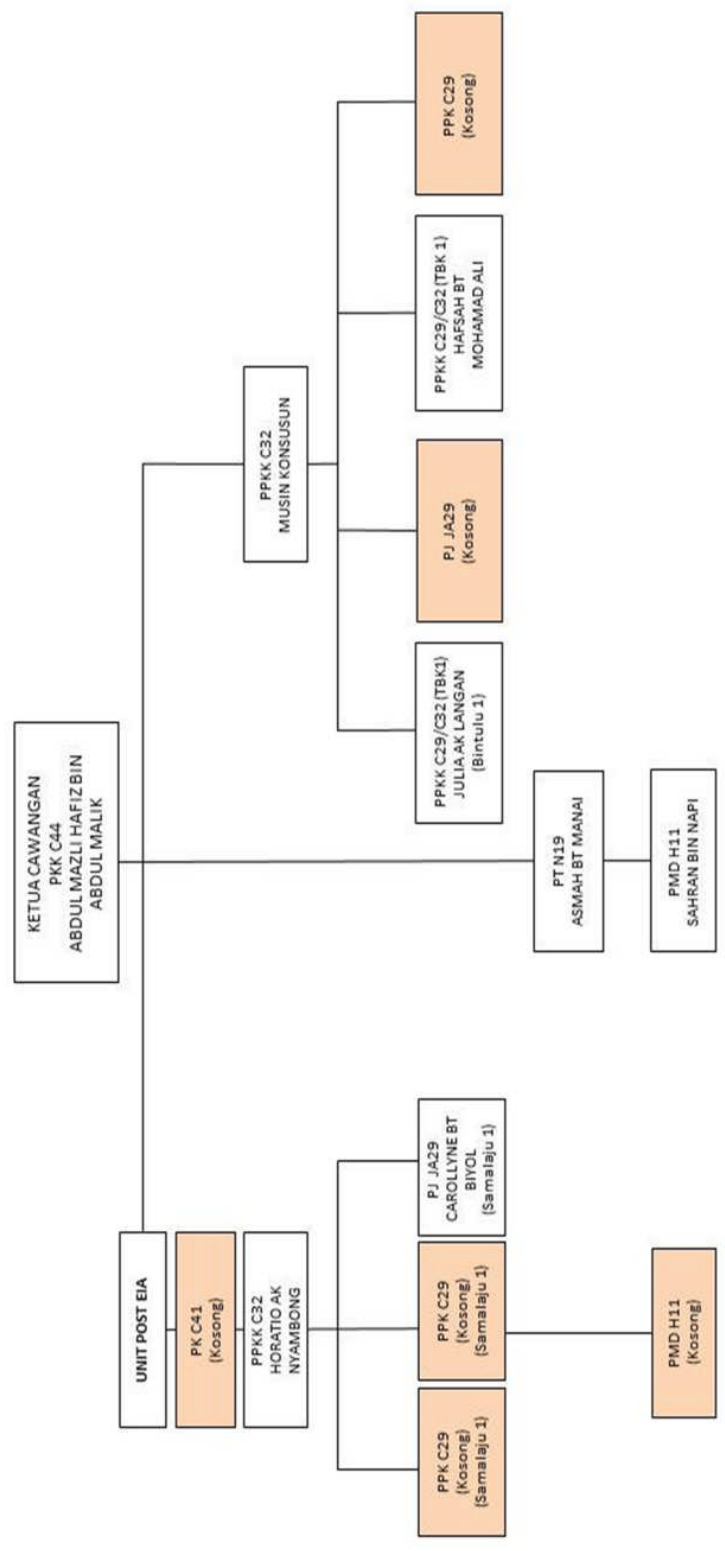 KETUA CAWANGAN
PKK C44
ABDUL MAZLI HAFIZ BIN
ABDUL MALIK
UNIT POST EIA
PK C41
(Kosong)
PPKK C32
HORATIO AK
NYAMBONG
PPK C29
(Kosong)
(Samalaju 1)
PPK C29
(Kosong)
(Samalaju 1)
PJ JA29
CAROLLYNE BT
BIYOL
(Samalaju 1)
PMD H11
(Kosong)
PT N19
ASMAH BT MANAI
PMD H11
SAHRAN BIN NAPI
PPKK C32
MUSIN KONSUSUN
PPKK C29/C32 (TBK1)
JULIA AK LANGAN
(Bintulu 1)
PJ JA29
(Kosong)
PPKK C29/C32 (TBK 1)
HAFSAH BT
MOHAMAD ALI
PPK C29
(Kosong)